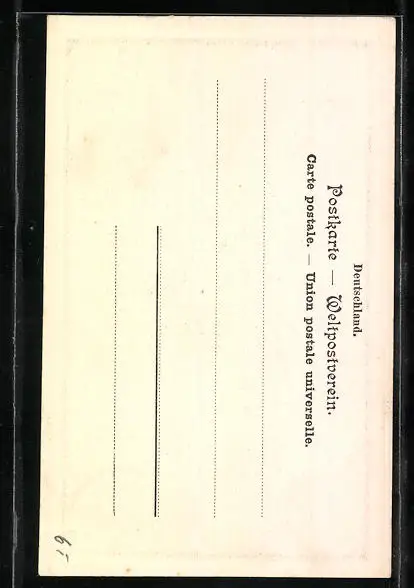 Deutschland.
Postkarte — Weltpostverein.
Carte postale. — Union postale universelle.